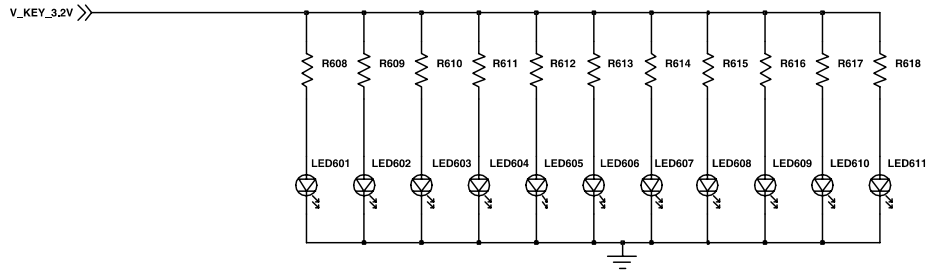 V_KEY_3.2V
R608 R609 R610 R611 R612 R613 R614 R615 R616 R617 R618
LED601 LED602 LED603 LED604 LED605 LED606 LED607 LED608 LED609 LED610 LED611